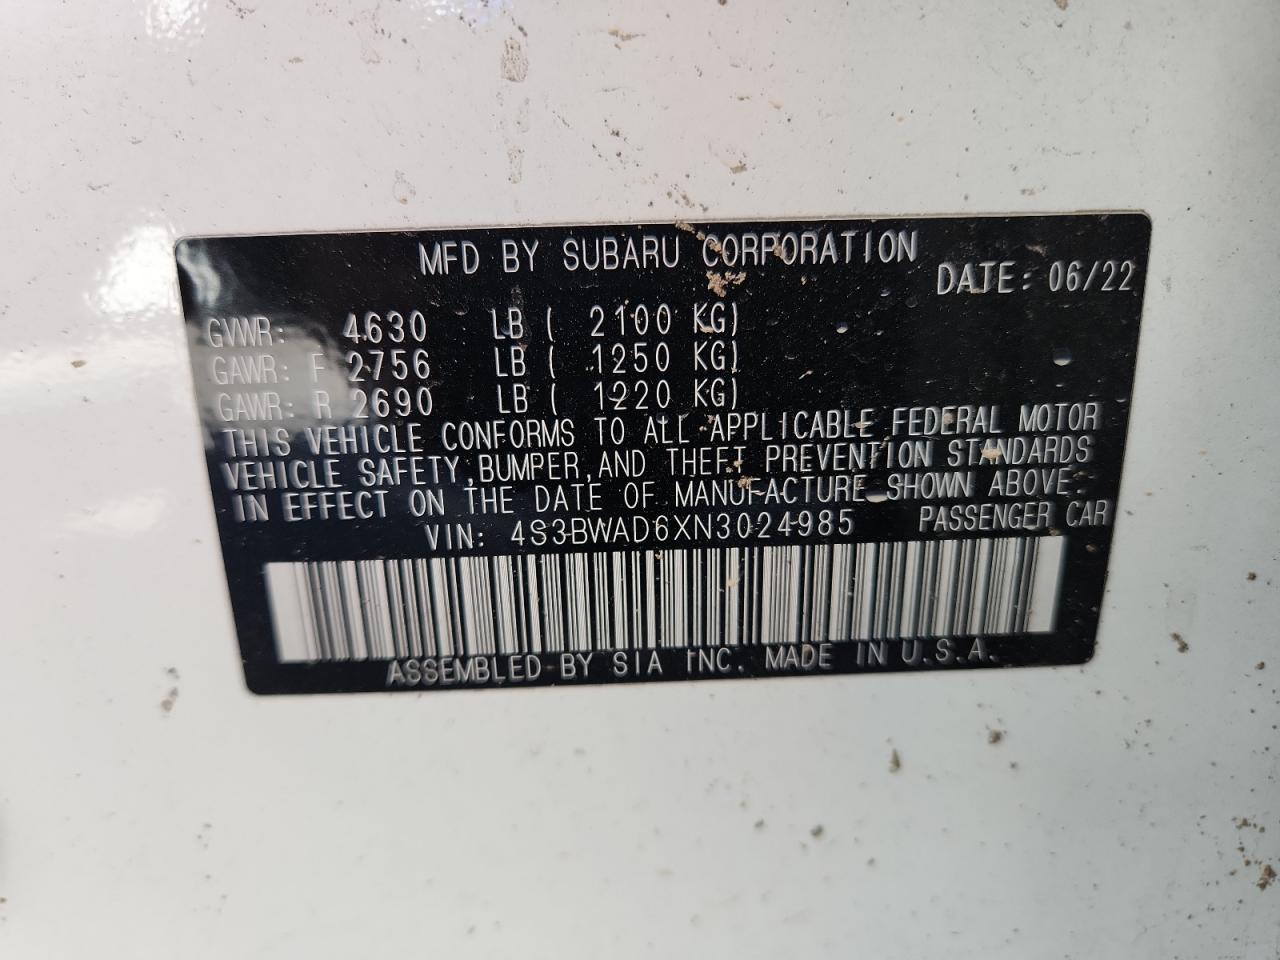 MFD BY SUBARU CORPORATION
DATE: 06/22
GVWR: 4630 LB ( 2100 KG)
GAWR: F 2756 LB ( 1250 KG)
GAWR: R 2690 LB ( 1220 KG)
THIS VEHICLE CONFORMS TO ALL APPLICABLE FEDERAL MOTOR
VEHICLE SAFETY, BUMPER, AND THEFT PREVENTION STANDARDS
IN EFFECT ON THE DATE OF MANUFACTURE SHOWN ABOVE.
VIN: 4S3BWAD6XN3024985 PASSENGER CAR
ASSEMBLED BY SIA INC. MADE IN U.S.A.